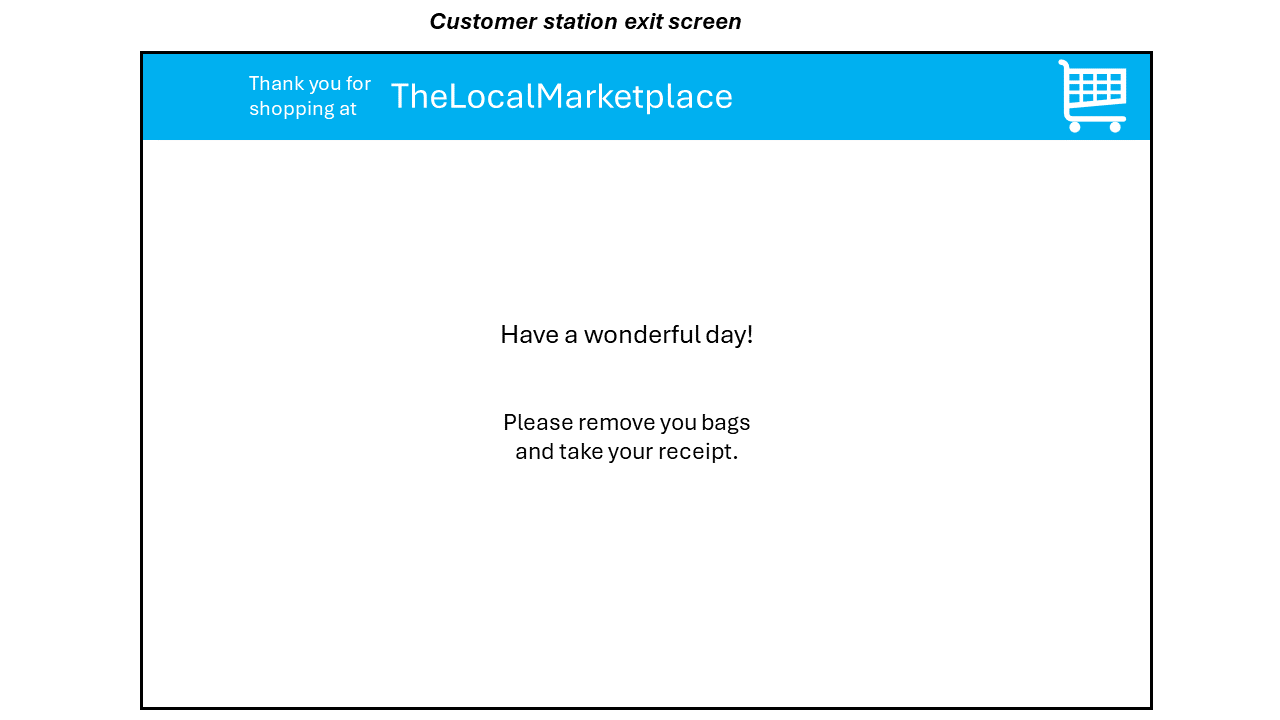 Customer station exit screen
Thank you for
shopping at
TheLocalMarketplace
Have a wonderful day!
Please remove you bags
and take your receipt.